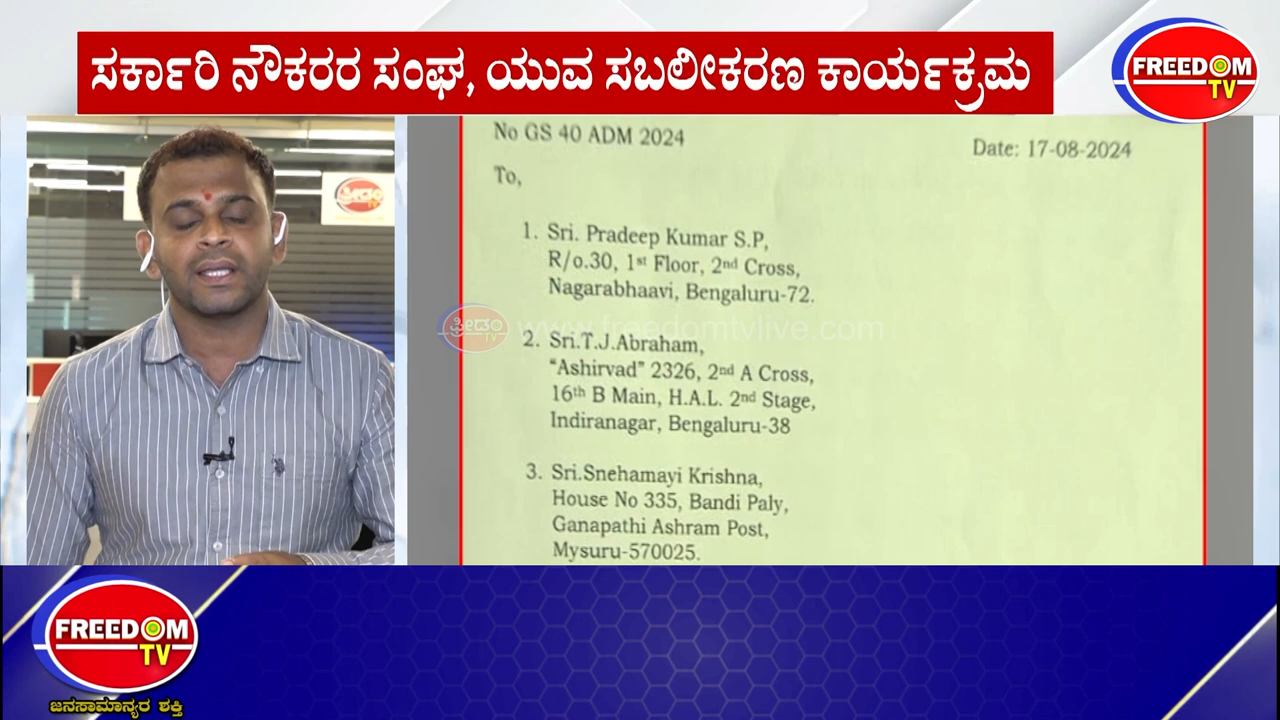 ಸರ್ಕಾರಿ ನೌಕರರ ಸಂಘ, ಯುವ ಸಬಲೀಕರಣ ಕಾರ್ಯಕ್ರಮ
FREEDOM
TV
ಫ್ರೀಡಂ
TV
No GS 40 ADM 2024
Date: 17-08-2024
To,
1. Sri. Pradeep Kumar S.P,
R/o.30, 1st Floor, 2nd Cross,
Nagarabhaavi, Bengaluru-72.
ಫ್ರೀಡಂ
TV
www.freedomtvlive.com
2. Sri.T.J.Abraham,
“Ashirvad” 2326, 2nd A Cross,
16th B Main, H.A.L. 2nd Stage,
Indiranagar, Bengaluru-38
3. Sri.Snehamayi Krishna,
House No 335, Bandi Paly,
Ganapathi Ashram Post,
Mysuru-570025.
FREEDOM
TV
ಜನಸಾಮಾನ್ಯರ ಶಕ್ತಿ